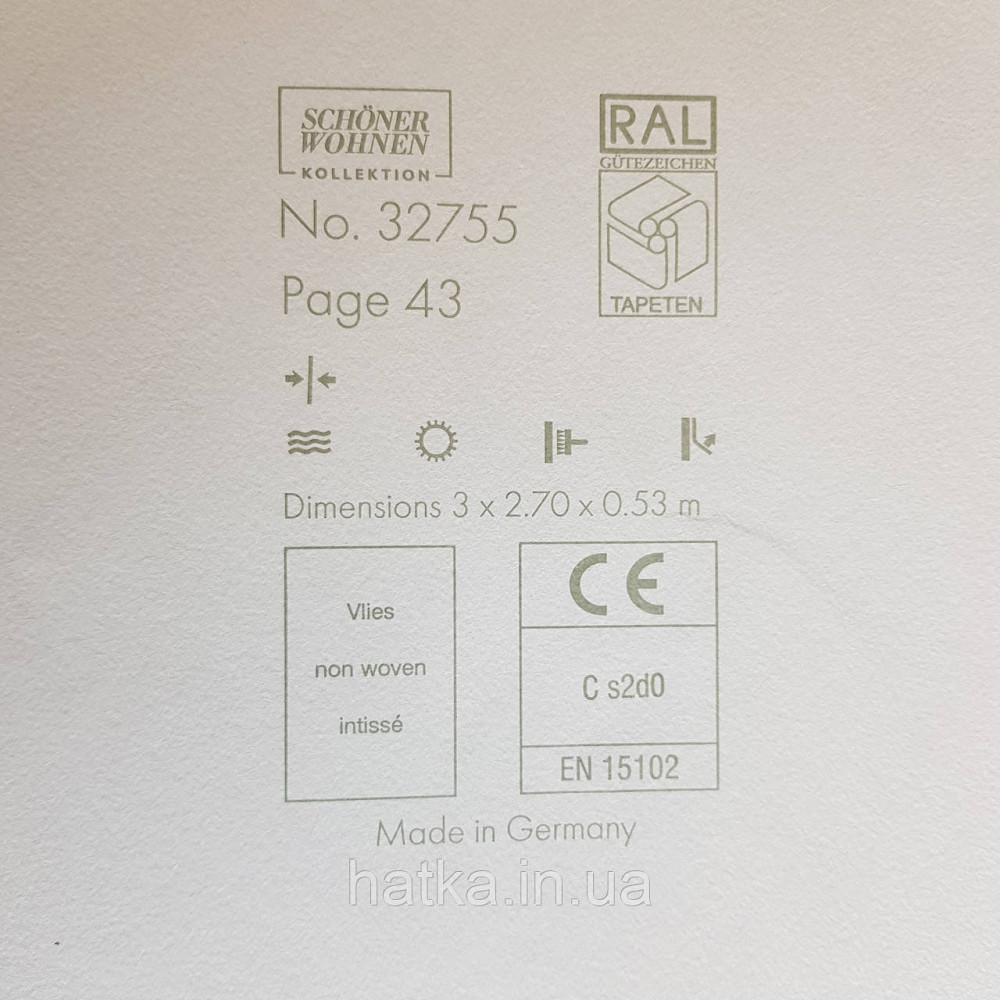 SCHÖNER
WOHNEN
KOLLEKTION
No. 32755
Page 43
RAL
GÜTEZEICHEN
TAPETEN
Dimensions 3 x 2.70 x 0.53 m
Vlies
non woven
intissé
CE
C s2d0
EN 15102
Made in Germany
hatka.in.ua